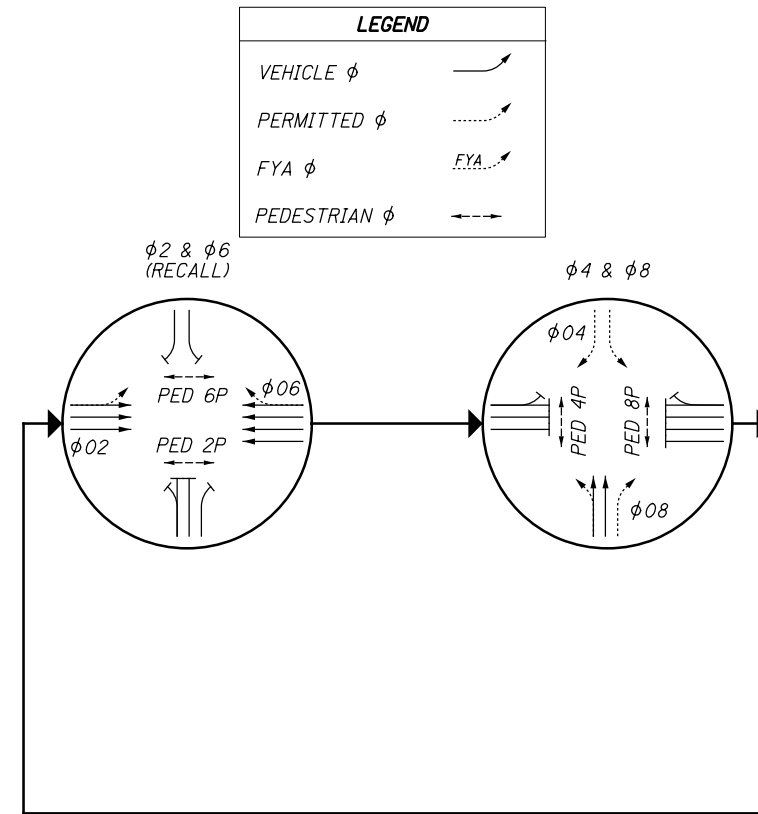 LEGEND
VEHICLE ϕ
PERMITTED ϕ
FYA ϕ
FYA
PEDESTRIAN ϕ
ϕ2 & ϕ6
(RECALL)
ϕ4 & ϕ8
ϕ04
PED 6P
ϕ06
PED 4P
PED 8P
ϕ02
PED 2P
ϕ08